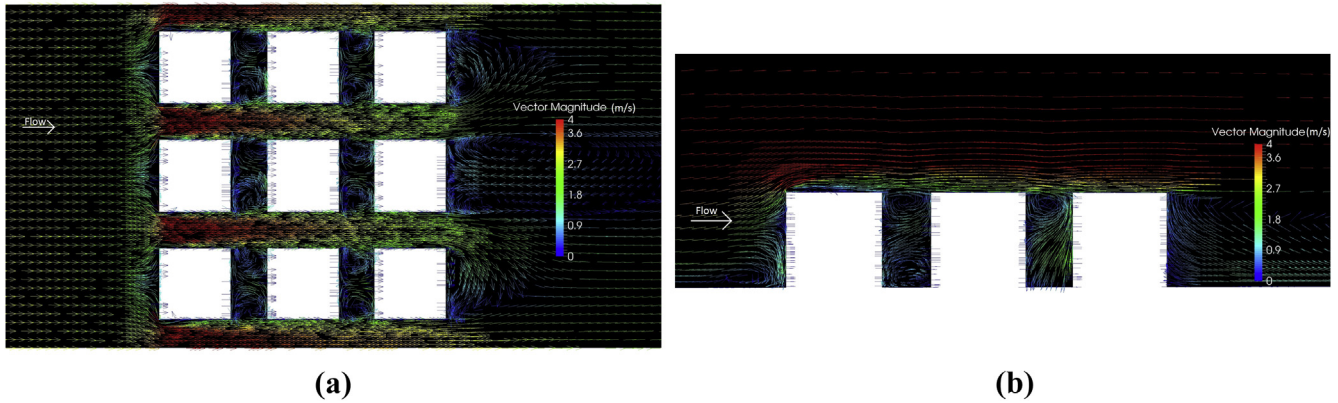 Flow
Vector Magnitude (m/s)
4
3.6
2.7
1.8
0.9
0
(a)
Flow
Vector Magnitude(m/s)
4
3.6
2.7
1.8
0.9
0
(b)